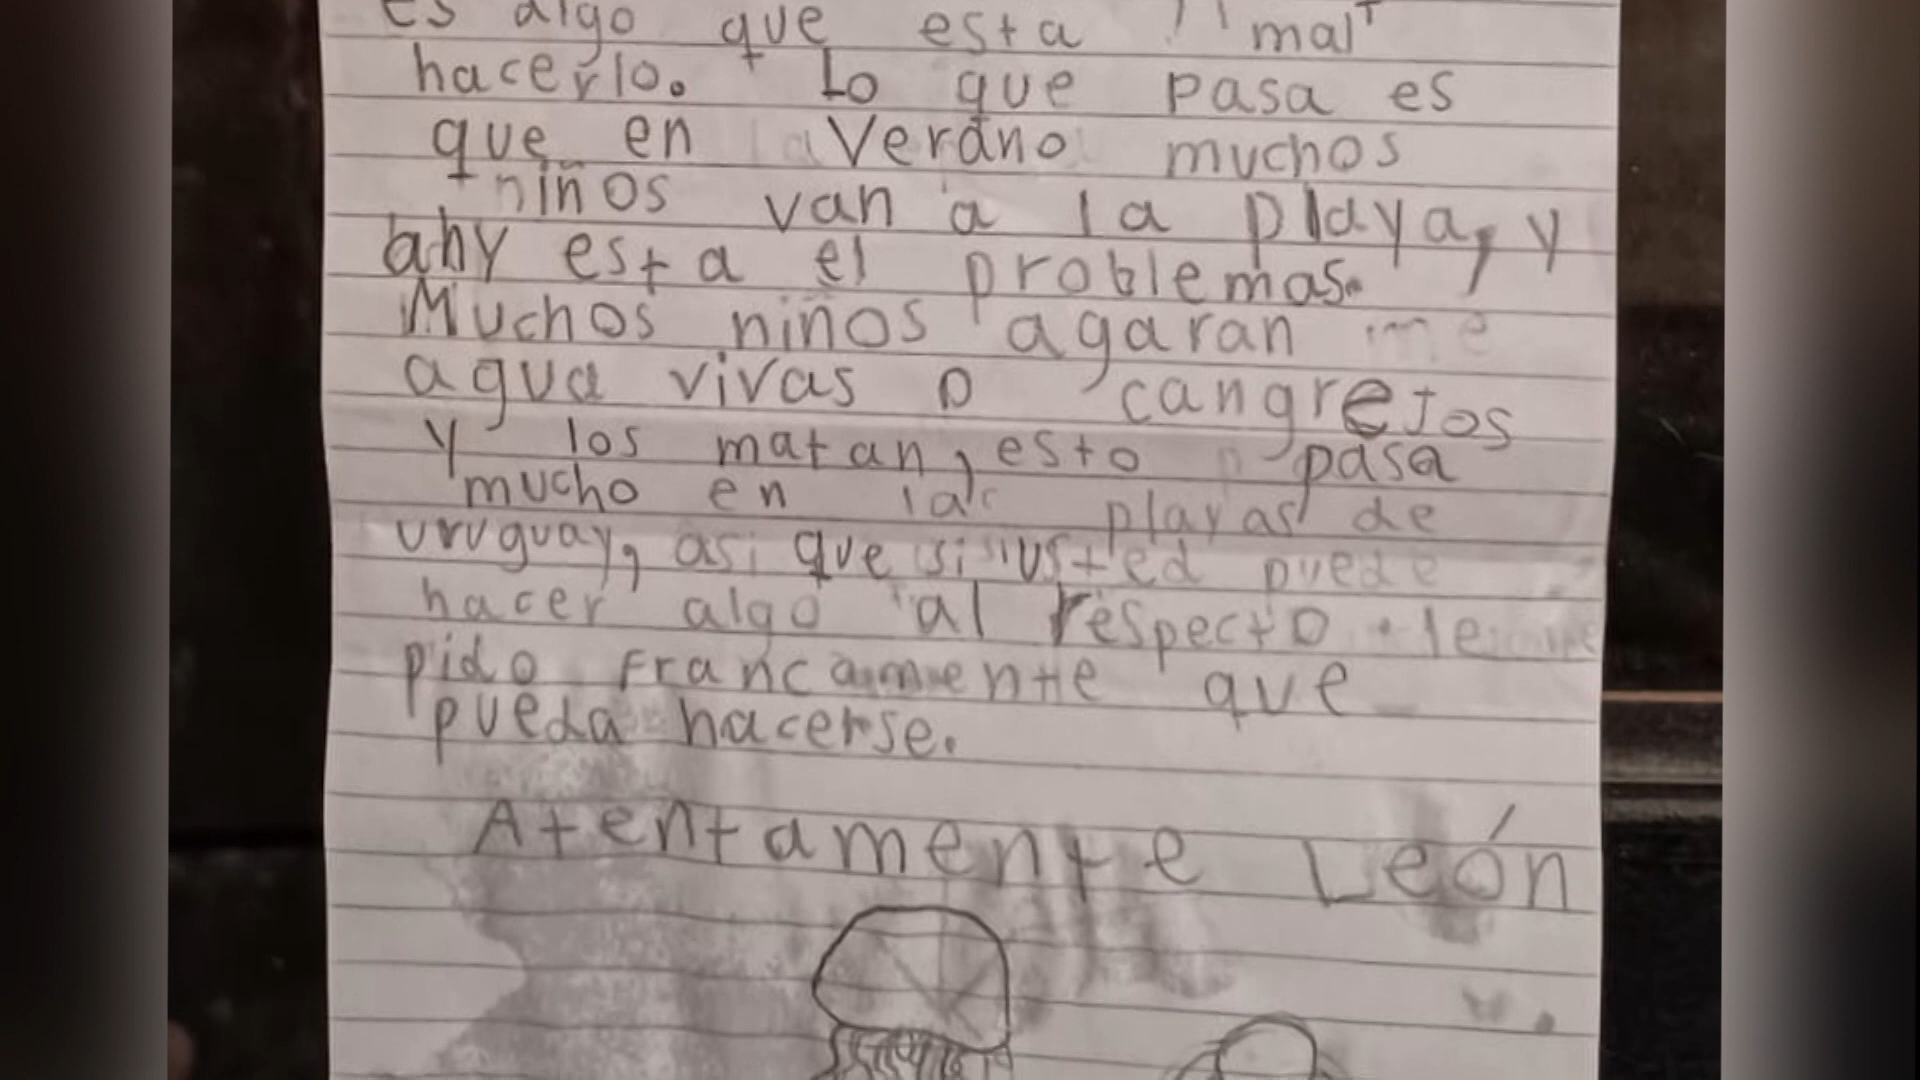 es algo que esta mal
hacerlo. Lo que pasa es
que en Verano muchos
niños van a la playa, y
ahy esta el problemas.
Muchos niños agaran me
agua vivas o cangrejos
y los matan, esto pasa
mucho en las playas de
uruguay, asi que si usted puede
hacer algo al respecto le
pido francamente que
pueda hacerse.
Atentamente León